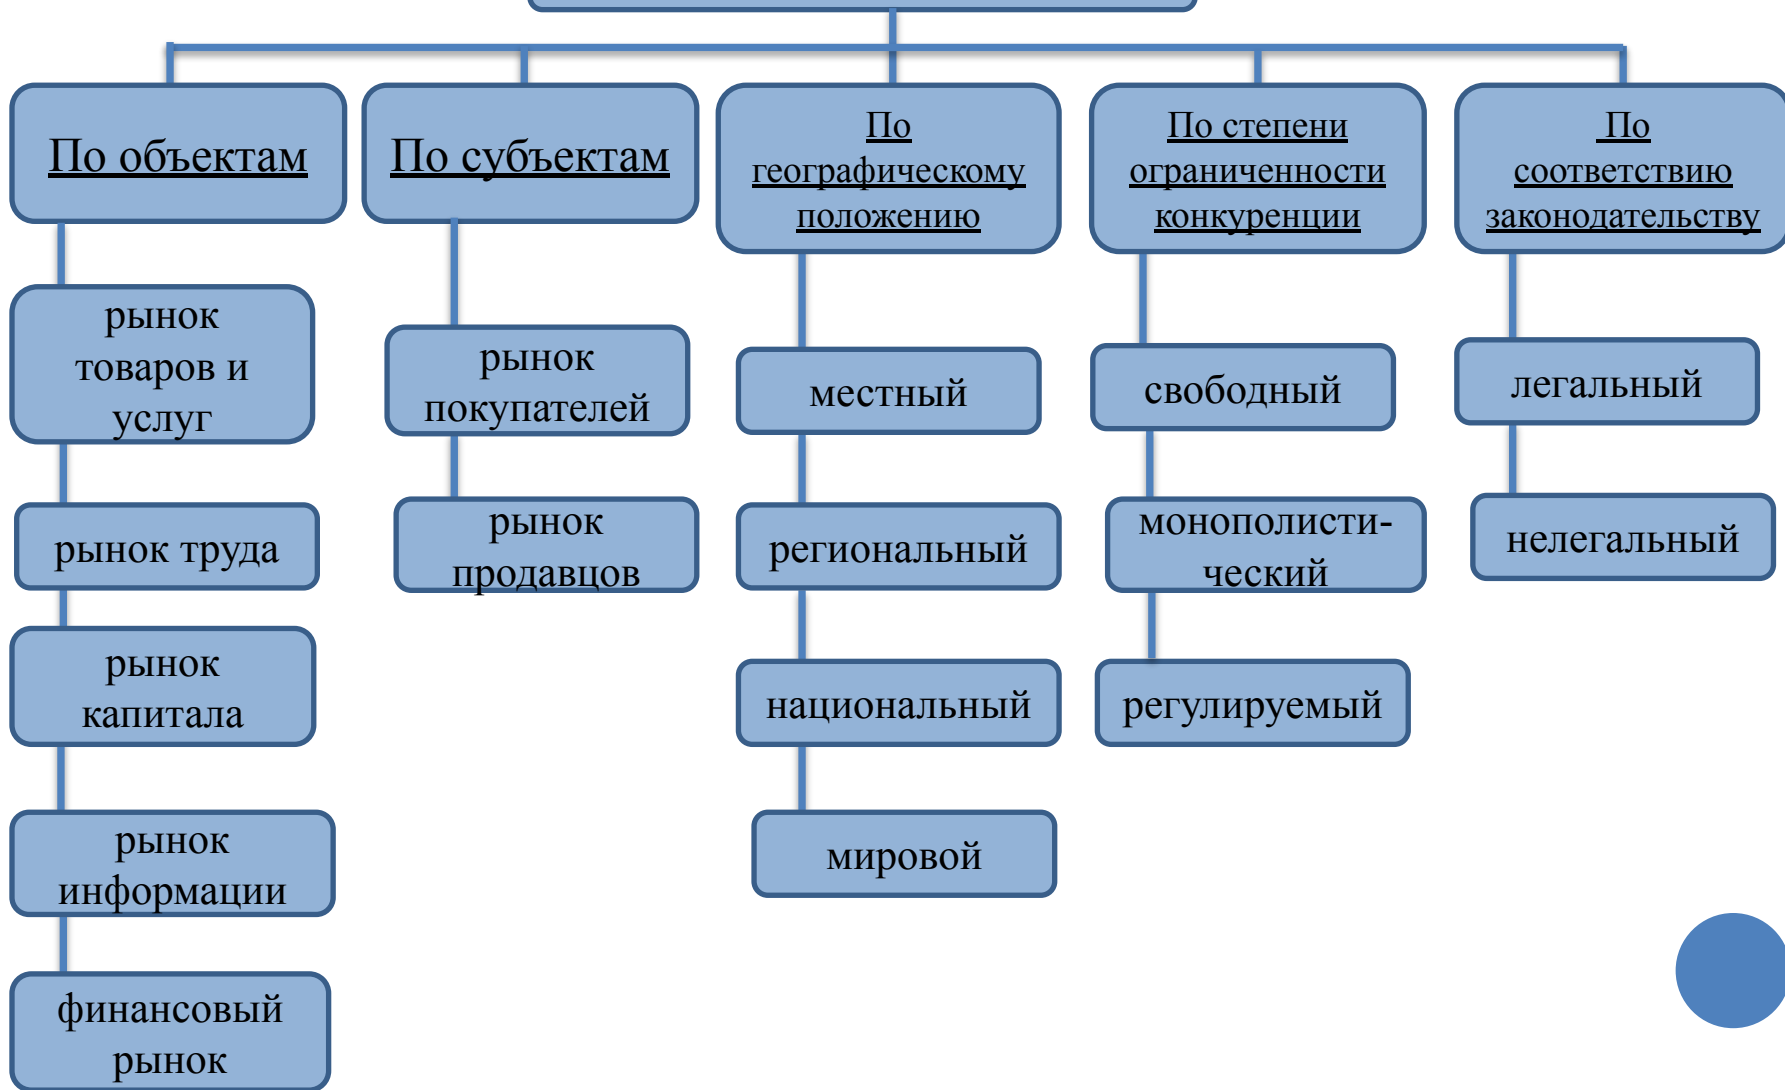 По объектам
рынок
товаров и
услуг
рынок труда
рынок
капитала
рынок
информации
финансовый
рынок
По субъектам
рынок
покупателей
рынок
продавцов
По
географическому
положению
местный
региональный
национальный
мировой
По степени
ограниченности
конкуренции
свободный
монополисти-
ческий
регулируемый
По
соответствию
законодательству
легальный
нелегальный